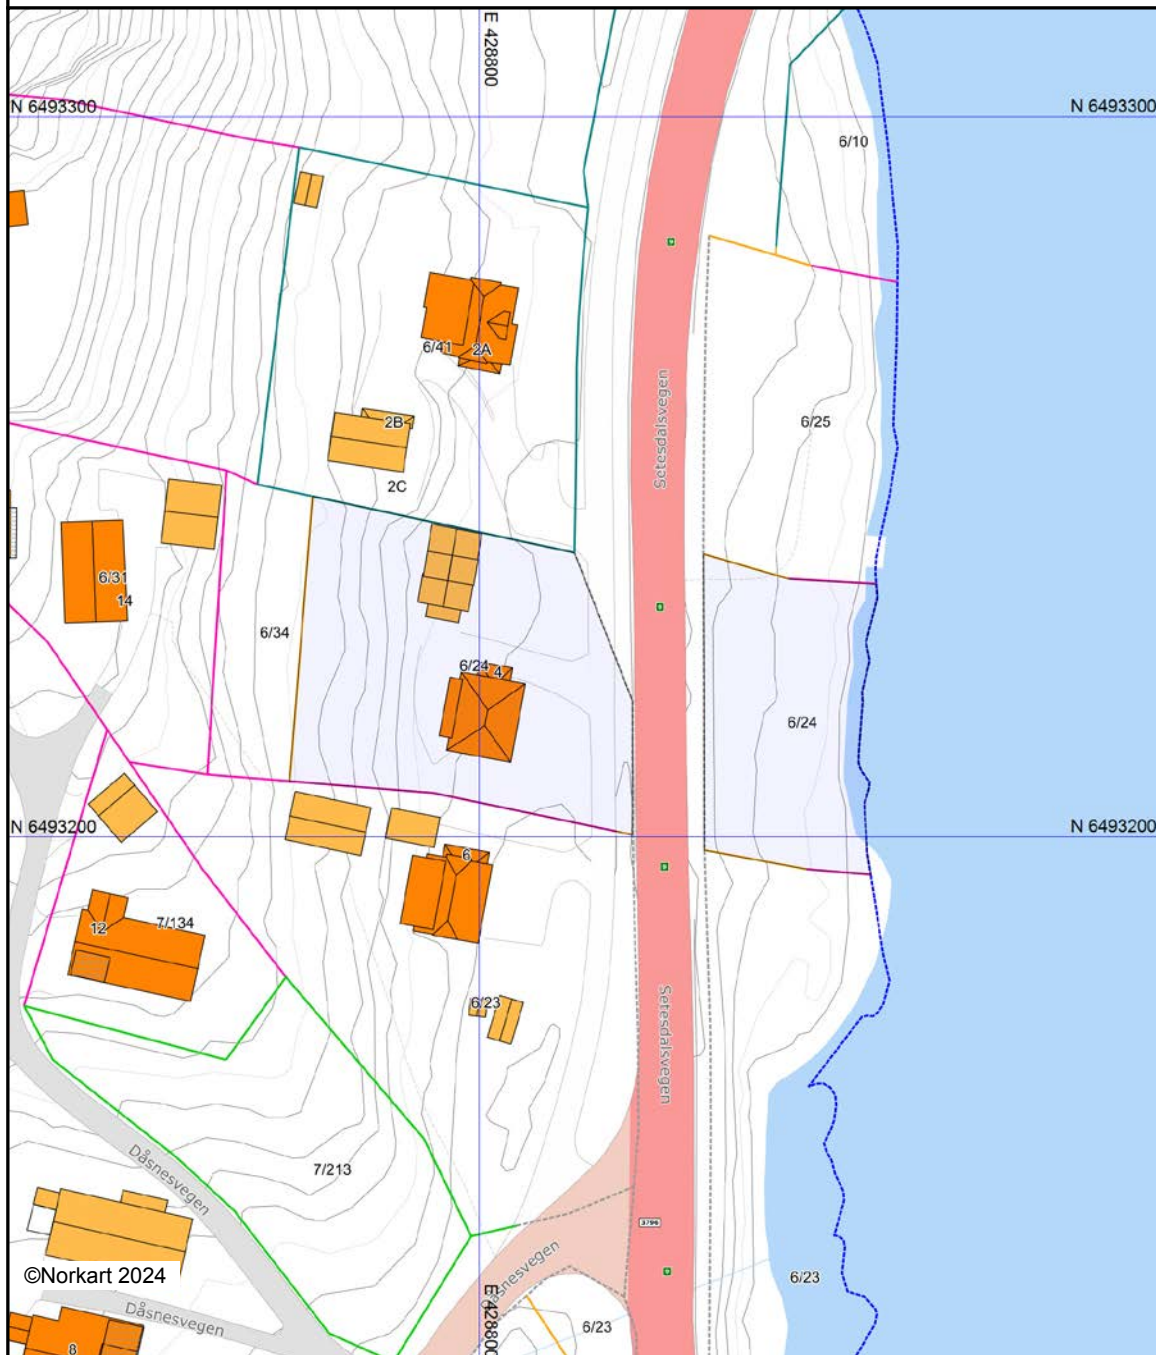 E 428800
N 6493300
N 6493300
6/10
Setesdalsvegen
6/41
2A
2B
6/25
2C
6/31
14
6/34
6/24
4
6/24
N 6493200
N 6493200
6
12
7/134
6/23
Setesdalsvegen
Dåsnesvegen
7/213
3796
Dåsnesvegen
©Norkart 2024
6/23
E 428800
Dåsnesvegen
6/23
8